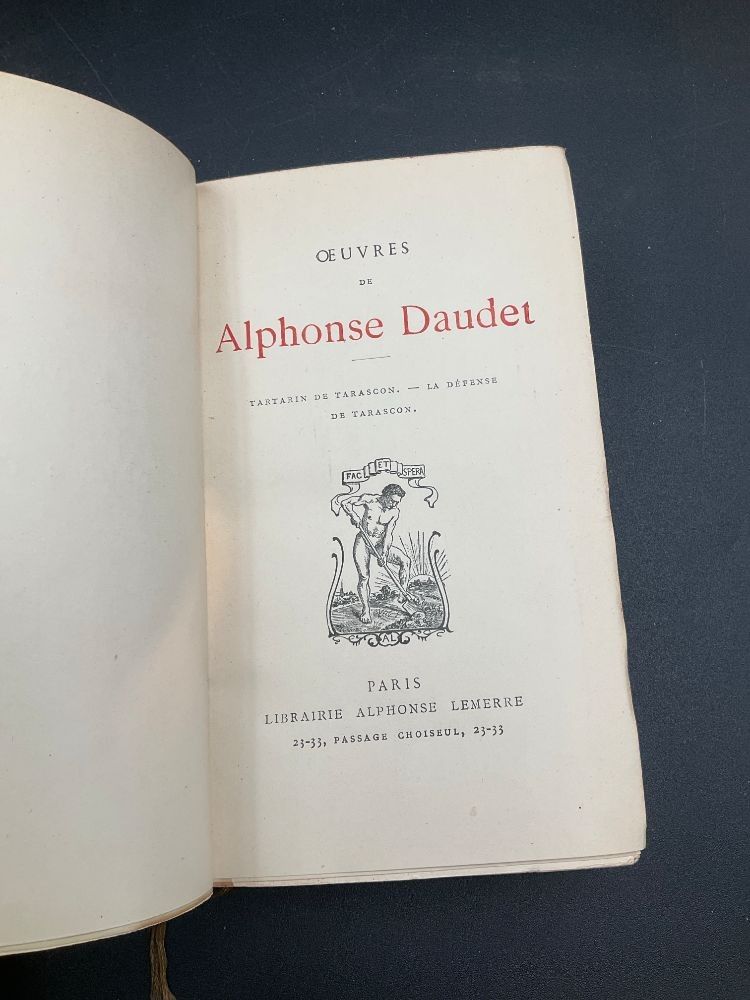 ŒUVRES
DE
Alphonse Daudet
TARTARIN DE TARASCON. — LA DÉFENSE
DE TARASCON.
FAC ET SPERA
AL
PARIS
LIBRAIRIE ALPHONSE LEMERRE
23-33, PASSAGE CHOISEUL, 23-33